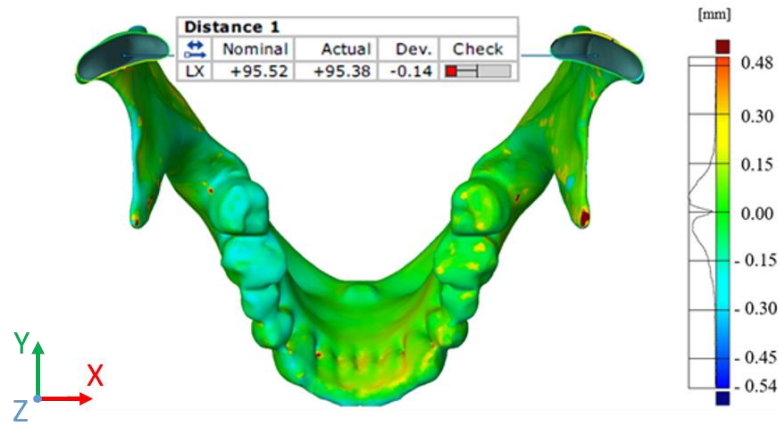 [mm]
Distance 1
Nominal Actual Dev. Check
LX +95.52 +95.38 -0.14
0.48
0.30
0.15
0.00
- 0.15
- 0.30
- 0.45
- 0.54
Y
X
Z